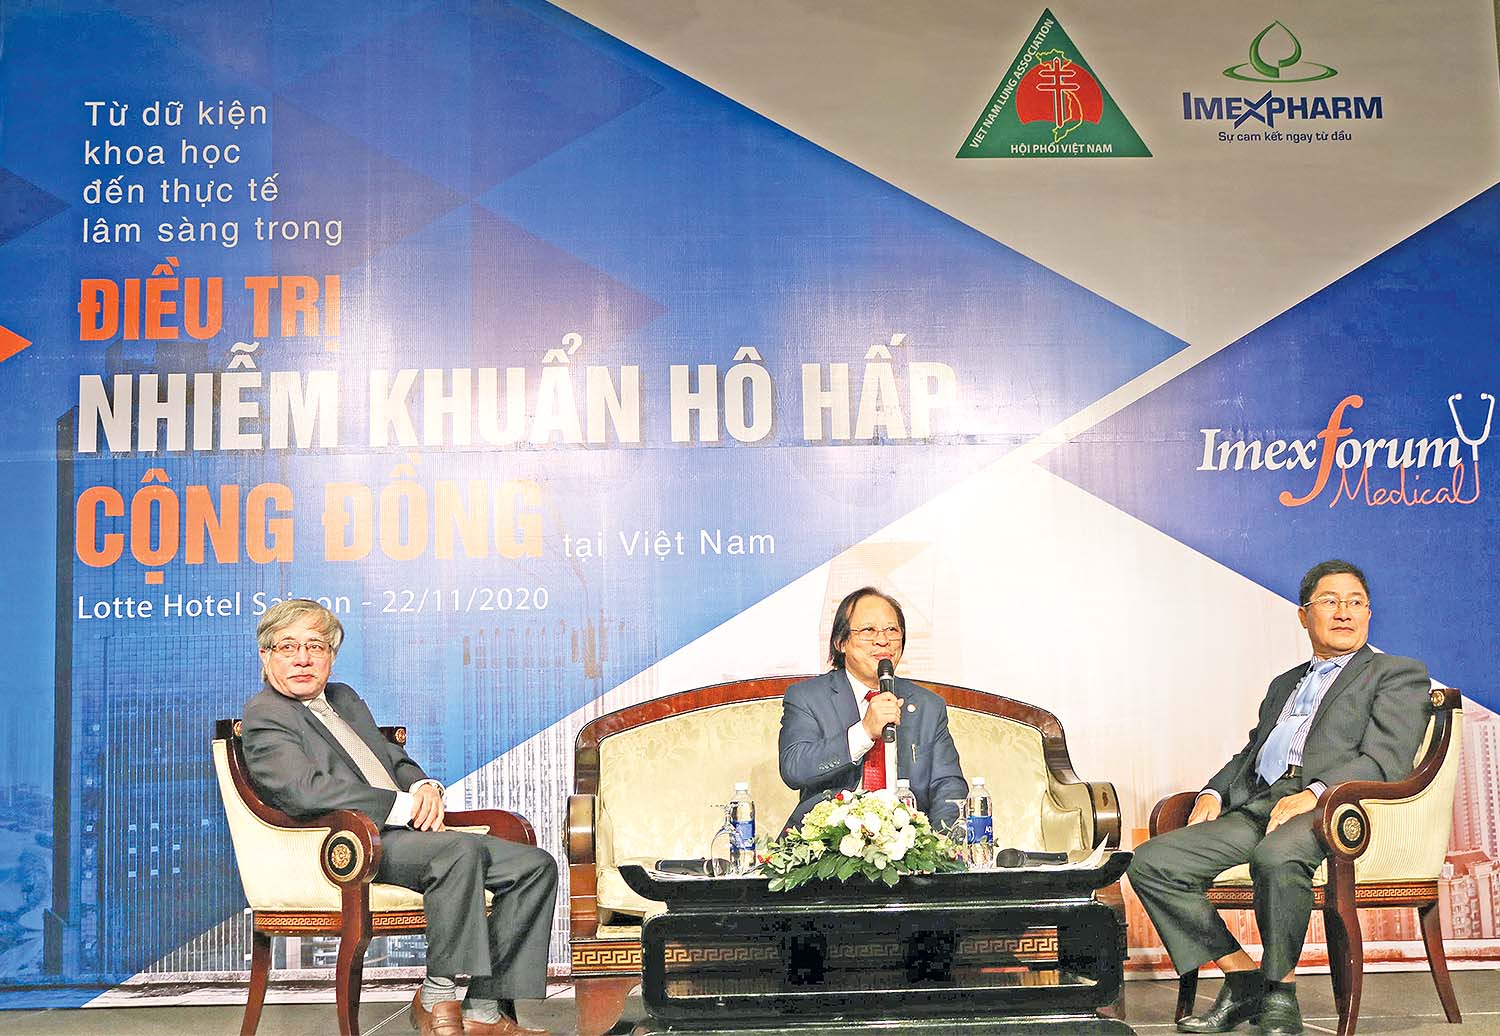 Từ dữ kiện
khoa học
đến thực tế
lâm sàng trong
ĐIỀU TRỊ
NHIỄM KHUẨN HÔ HẤP
CỘNG ĐỒNG tại Việt Nam
Lotte Hotel Saigon - 22/11/2020
VIET NAM LUNG ASSOCIATION
HỘI PHỔI VIỆT NAM
IMEXPHARM
Sự cam kết ngay từ đầu
Imexforum
Medical